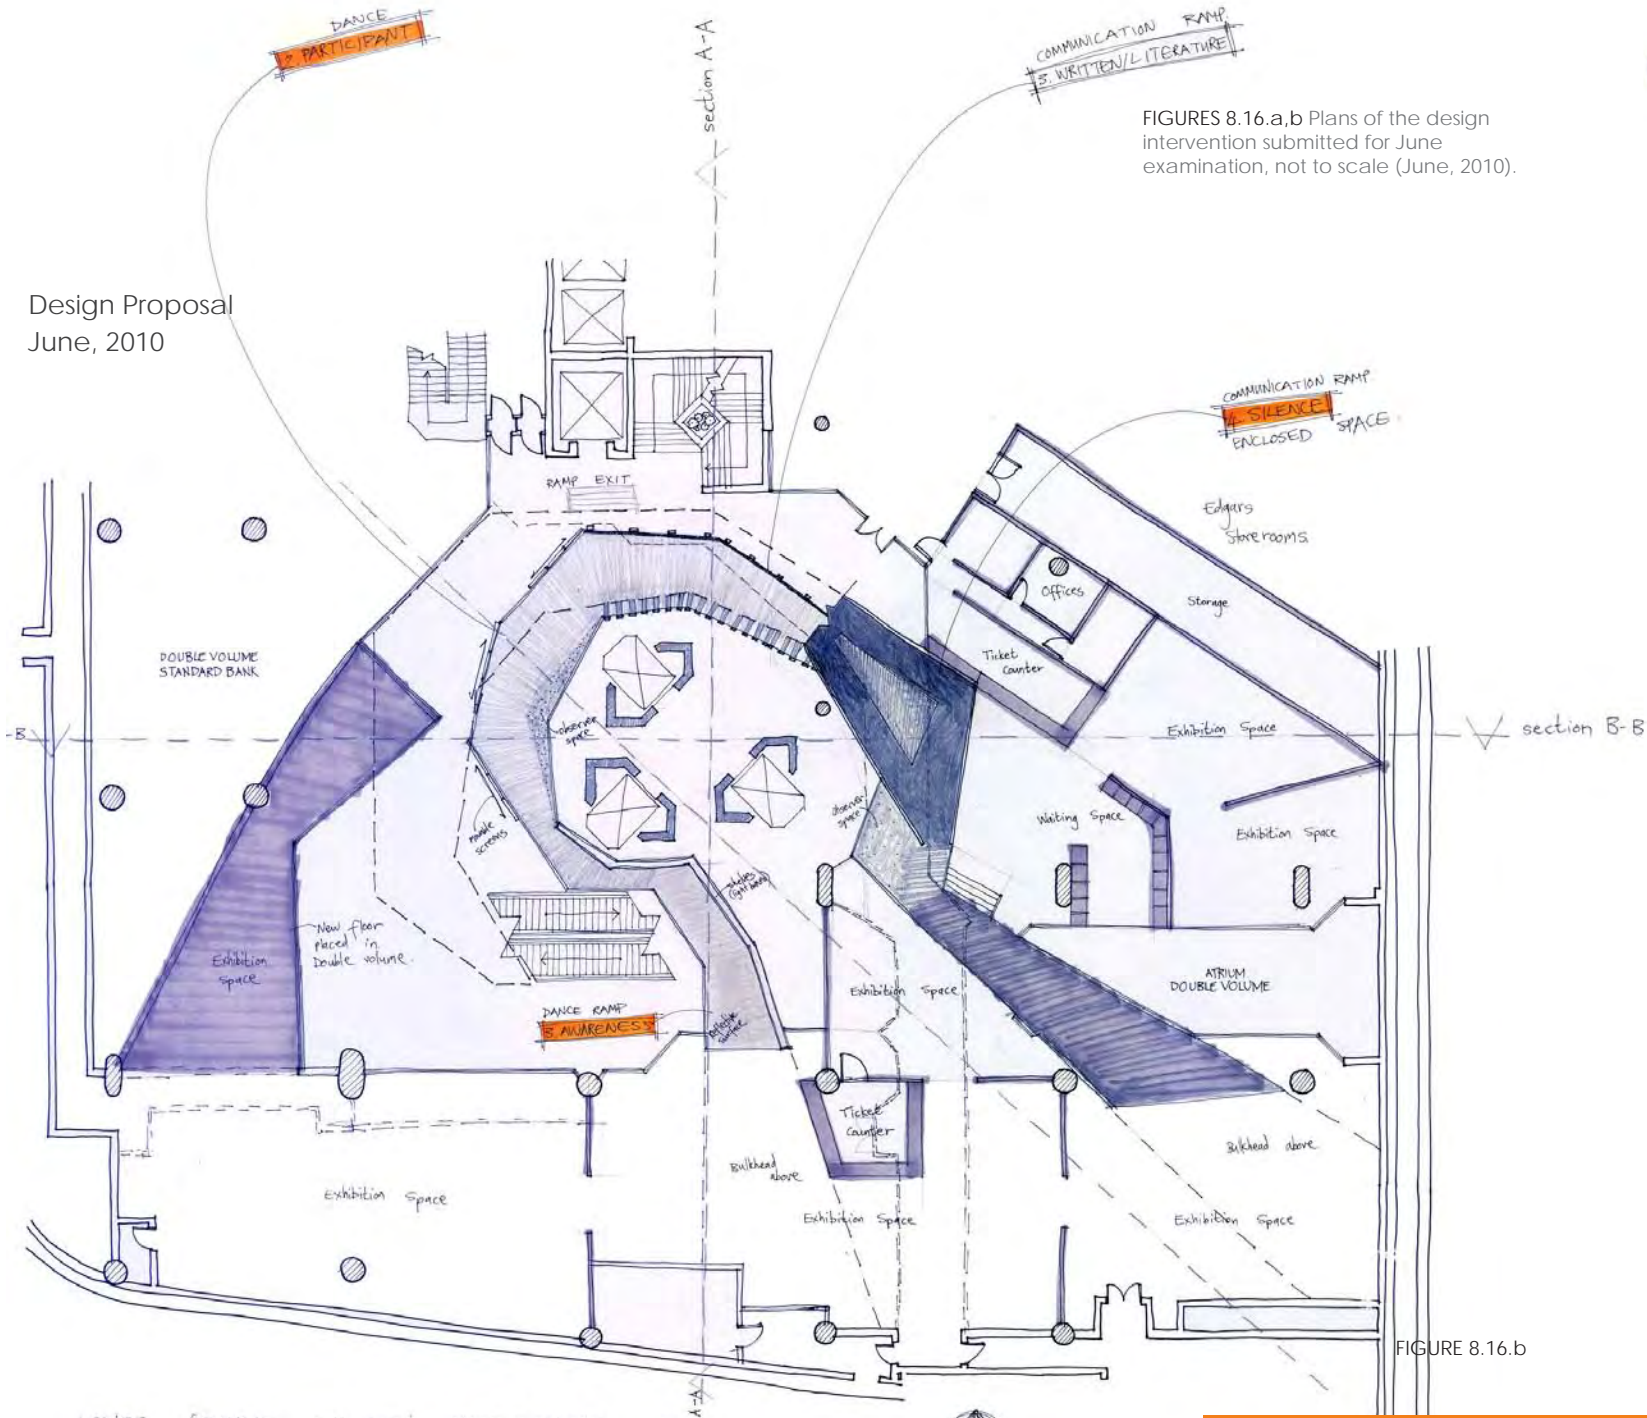 DANCE
2. PARTICIPANT
section A-A
COMMUNICATION RAMP.
3. WRITTEN/LITERATURE
FIGURES 8.16.a,b Plans of the design
intervention submitted for June
examination, not to scale (June, 2010).
Design Proposal
June, 2010
COMMUNICATION RAMP
4. SILENCE
ENCLOSED SPACE
RAMP EXIT
Edgars
Storerooms
Offices
Storage
DOUBLE VOLUME
STANDARD BANK
Ticket
Counter
observer
space
Exhibition Space
-B
section B-B
observer
space
Waiting Space
Exhibition Space
screens
shelves
New floor
placed in
Double volume.
Exhibition
Space
Exhibition Space
ATRIUM
DOUBLE VOLUME
DANCE RAMP
3. AWARENESS
surface
Ticket
Counter
Bulkhead
above
Bulkhead above
Exhibition Space
Exhibition Space
Exhibition Space
FIGURE 8.16.b
A-A